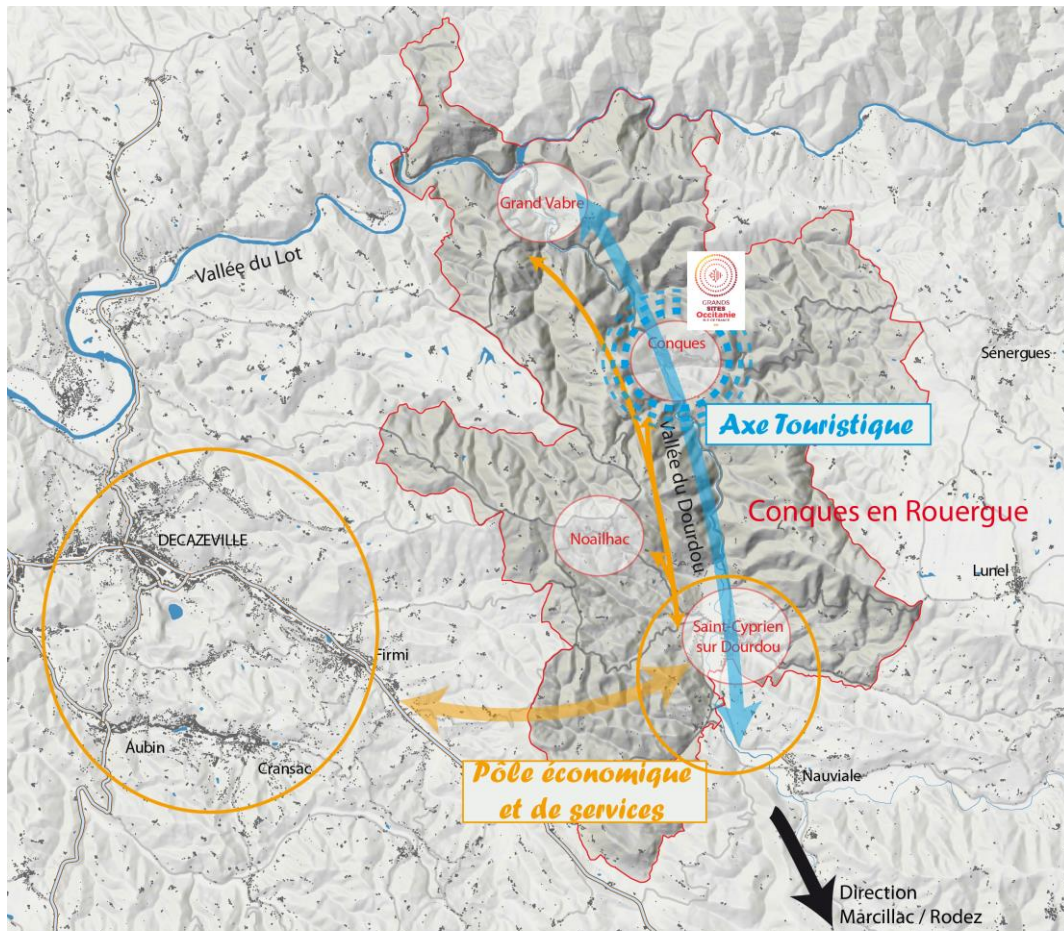 Grand Vabre
Vallée du Lot
GRANDS
SITES
Occitanie
Conques
Sénergues
Axe Touristique
Vallée du Dourdou
Conques en Rouergue
DECAZEVILLE
Noailhac
Lunel
Saint-Cyprien
sur Dourdou
Firmi
Aubin
Cransac
Pôle économique
et de services
Nauviale
Direction
Marcillac / Rodez